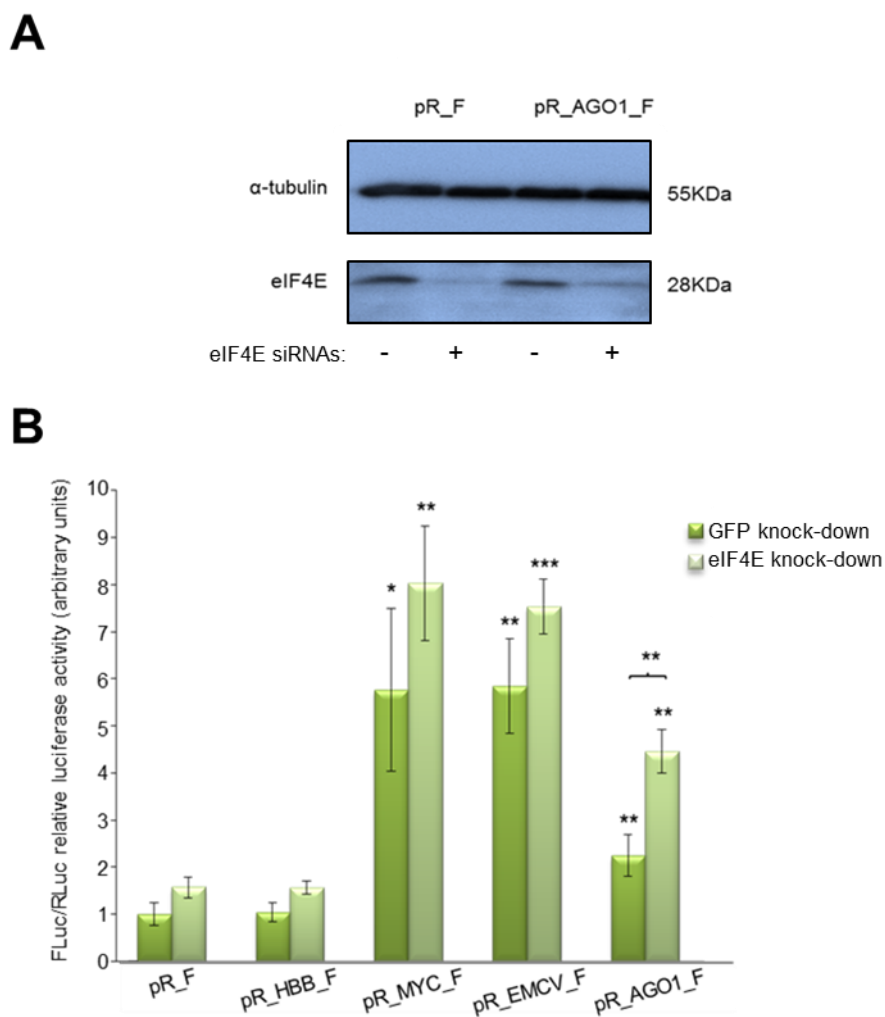 A
pR_F pR_AGO1_F
α-tubulin 55KDa
eIF4E 28KDa
eIF4E siRNAs: - + - +
B
FLuc/RLuc relative luciferase activity (arbitrary units)
10
9
8
7
6
5
4
3
2
1
0
* ** ** *** ** ** **
GFP knock-down
eIF4E knock-down
pR_F pR_HBB_F pR_MYC_F pR_EMCV_F pR_AGO1_F